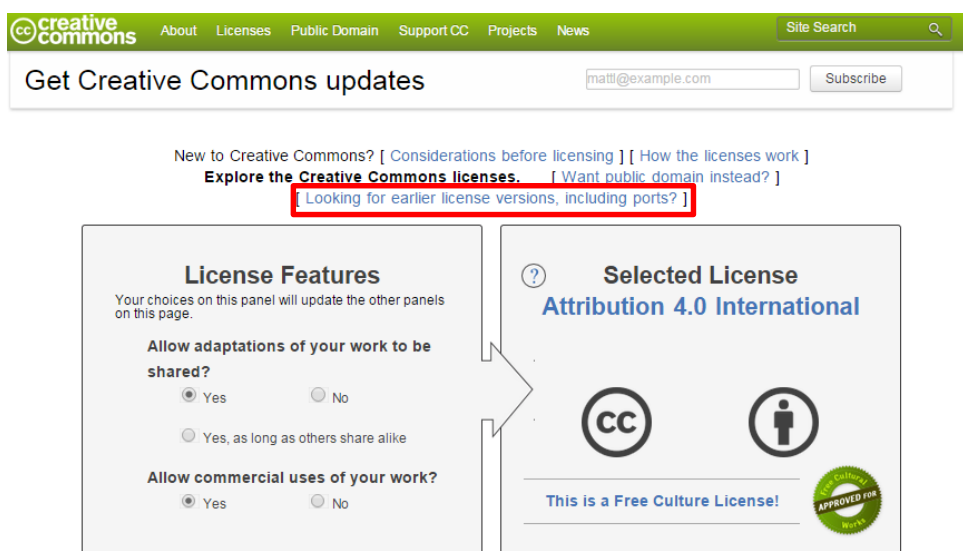 cc creative commons About Licenses Public Domain Support CC Projects News Site Search
Get Creative Commons updates mattl@example.com Subscribe
New to Creative Commons? [ Considerations before licensing ] [ How the licenses work ]
Explore the Creative Commons licenses. [ Want public domain instead? ]
[ Looking for earlier license versions, including ports? ]
License Features
Your choices on this panel will update the other panels
on this page.
Allow adaptations of your work to be
shared?
Yes No
Yes, as long as others share alike
Allow commercial uses of your work?
Yes No
?
Selected License
Attribution 4.0 International
cc
This is a Free Culture License!
Free Cultural
APPROVED FOR
Works